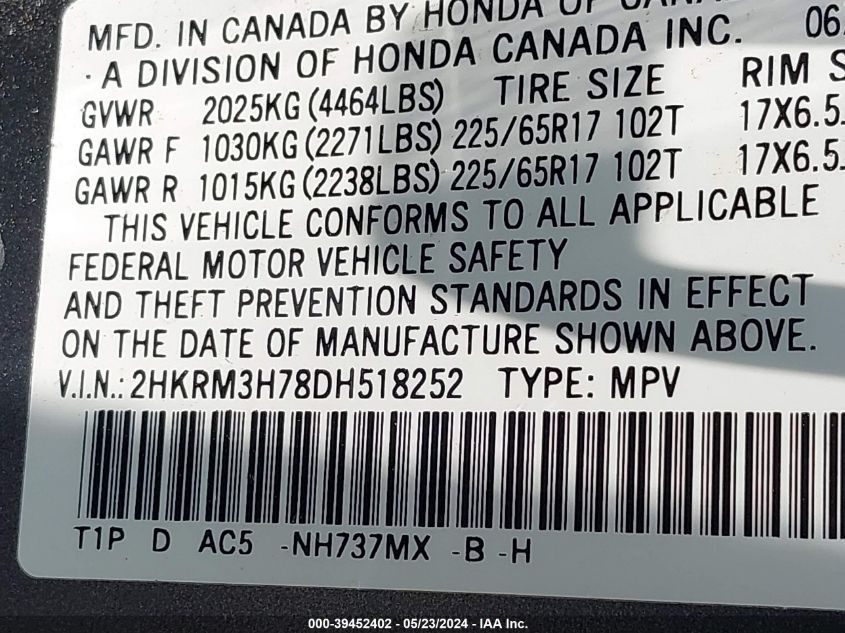 MFD. IN CANADA BY HONDA OF
· A DIVISION OF HONDA CANADA INC. 06
GVWR 2025KG (4464LBS) TIRE SIZE RIM S
GAWR F 1030KG (2271LBS) 225/65R17 102T 17X6.5
GAWR R 1015KG (2238LBS) 225/65R17 102T 17X6.5
THIS VEHICLE CONFORMS TO ALL APPLICABLE
FEDERAL MOTOR VEHICLE SAFETY
AND THEFT PREVENTION STANDARDS IN EFFECT
ON THE DATE OF MANUFACTURE SHOWN ABOVE.
V.I.N.: 2HKRM3H78DH518252 TYPE: MPV
T1P D AC5 -NH737MX -B -H
000-39452402 - 05/23/2024 - IAA Inc.